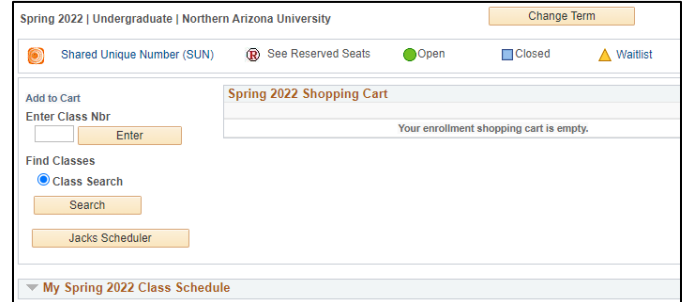 Spring 2022 | Undergraduate | Northern Arizona University
Change Term
Shared Unique Number (SUN)
R See Reserved Seats
Open
Closed
Waitlist
Add to Cart
Enter Class Nbr
Enter
Find Classes
Class Search
Search
Jacks Scheduler
Spring 2022 Shopping Cart
Your enrollment shopping cart is empty.
My Spring 2022 Class Schedule